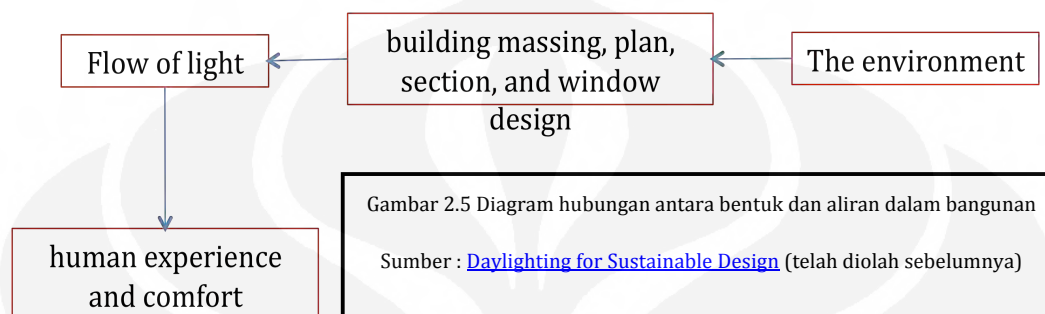 Flow of light
building massing, plan,
section, and window
design
The environment
human experience
and comfort
Gambar 2.5 Diagram hubungan antara bentuk dan aliran dalam bangunan
Sumber : Daylighting for Sustainable Design (telah diolah sebelumnya)